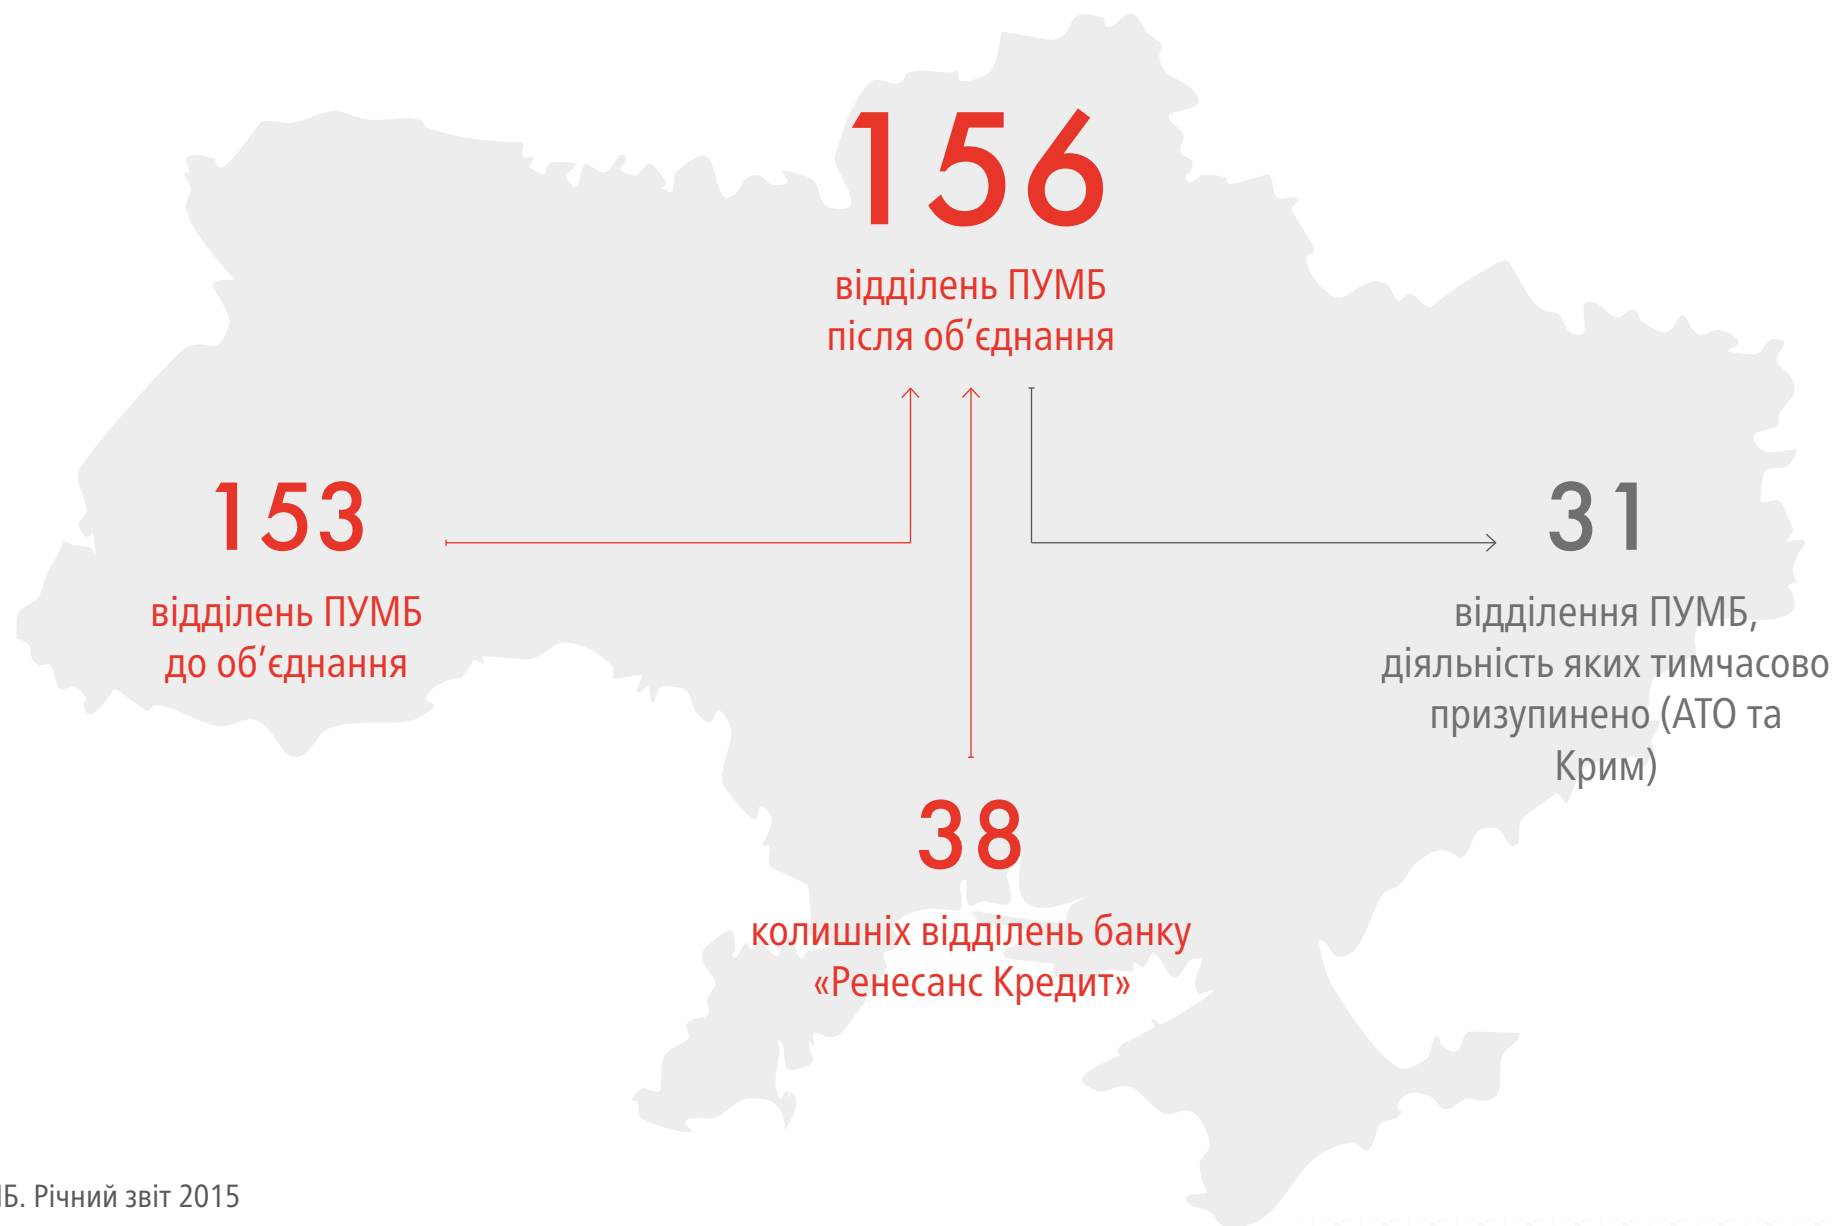 156
відділень ПУМБ
після об’єднання
153
відділень ПУМБ
до об’єднання
31
відділення ПУМБ,
діяльність яких тимчасово
призупинено (АТО та
Крим)
38
колишніх відділень банку
«Ренесанс Кредит»
Б. Річний звіт 2015